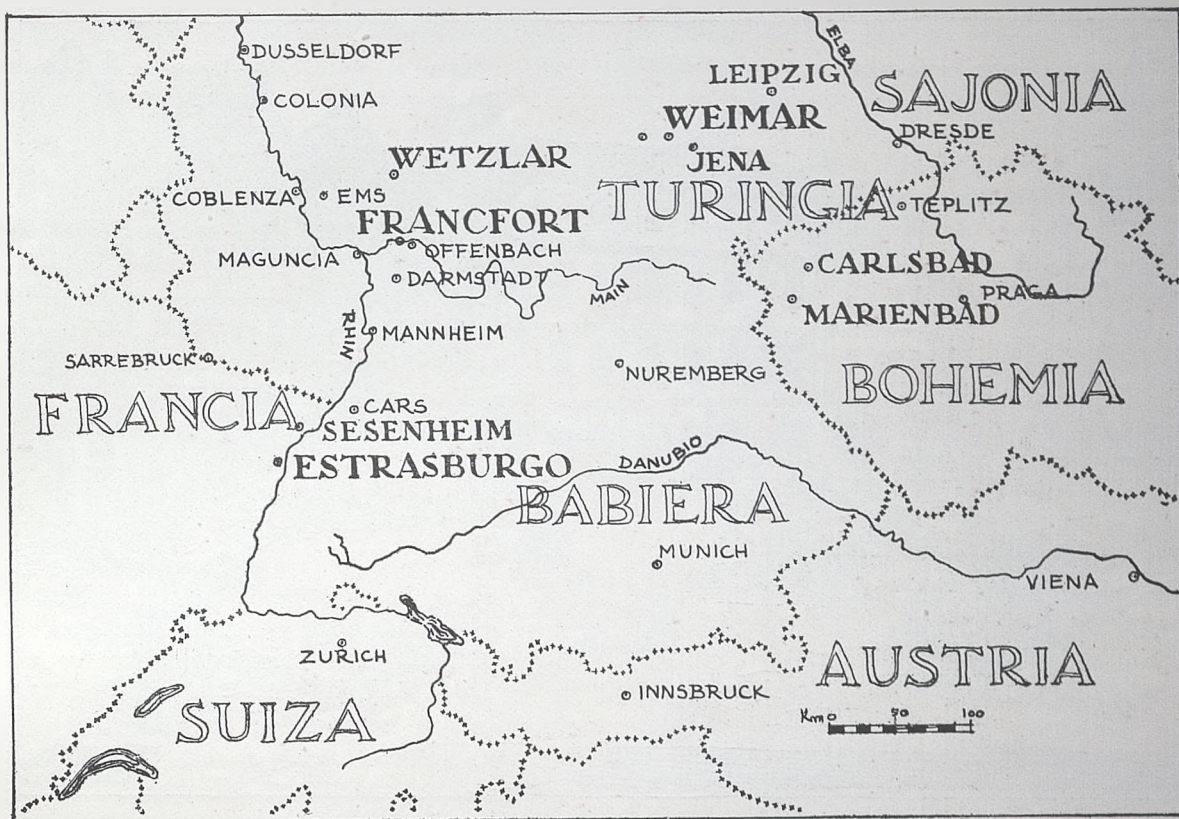 DUSSELDORF
COLONIA
COBLENZA
EMS
WETZLAR
FRANCFORT
OFFENBACH
MAGUNCIA
DARMSTADT
MAIN
RHIN
MANNHEIM
SARREBRUCK
FRANCIA
CARS
SESENHEIM
ESTRASBURGO
ELBA
LEIPZIG
SAJONIA
WEIMAR
DRESDE
JENA
TURINGIA
TEPLITZ
CARLSBAD
PRAGA
MARIENBAD
NUREMBERG
BOHEMIA
DANUBIO
BABIERA
MUNICH
VIENA
ZURICH
SUIZA
INNSBRUCK
AUSTRIA
Km 0 50 100